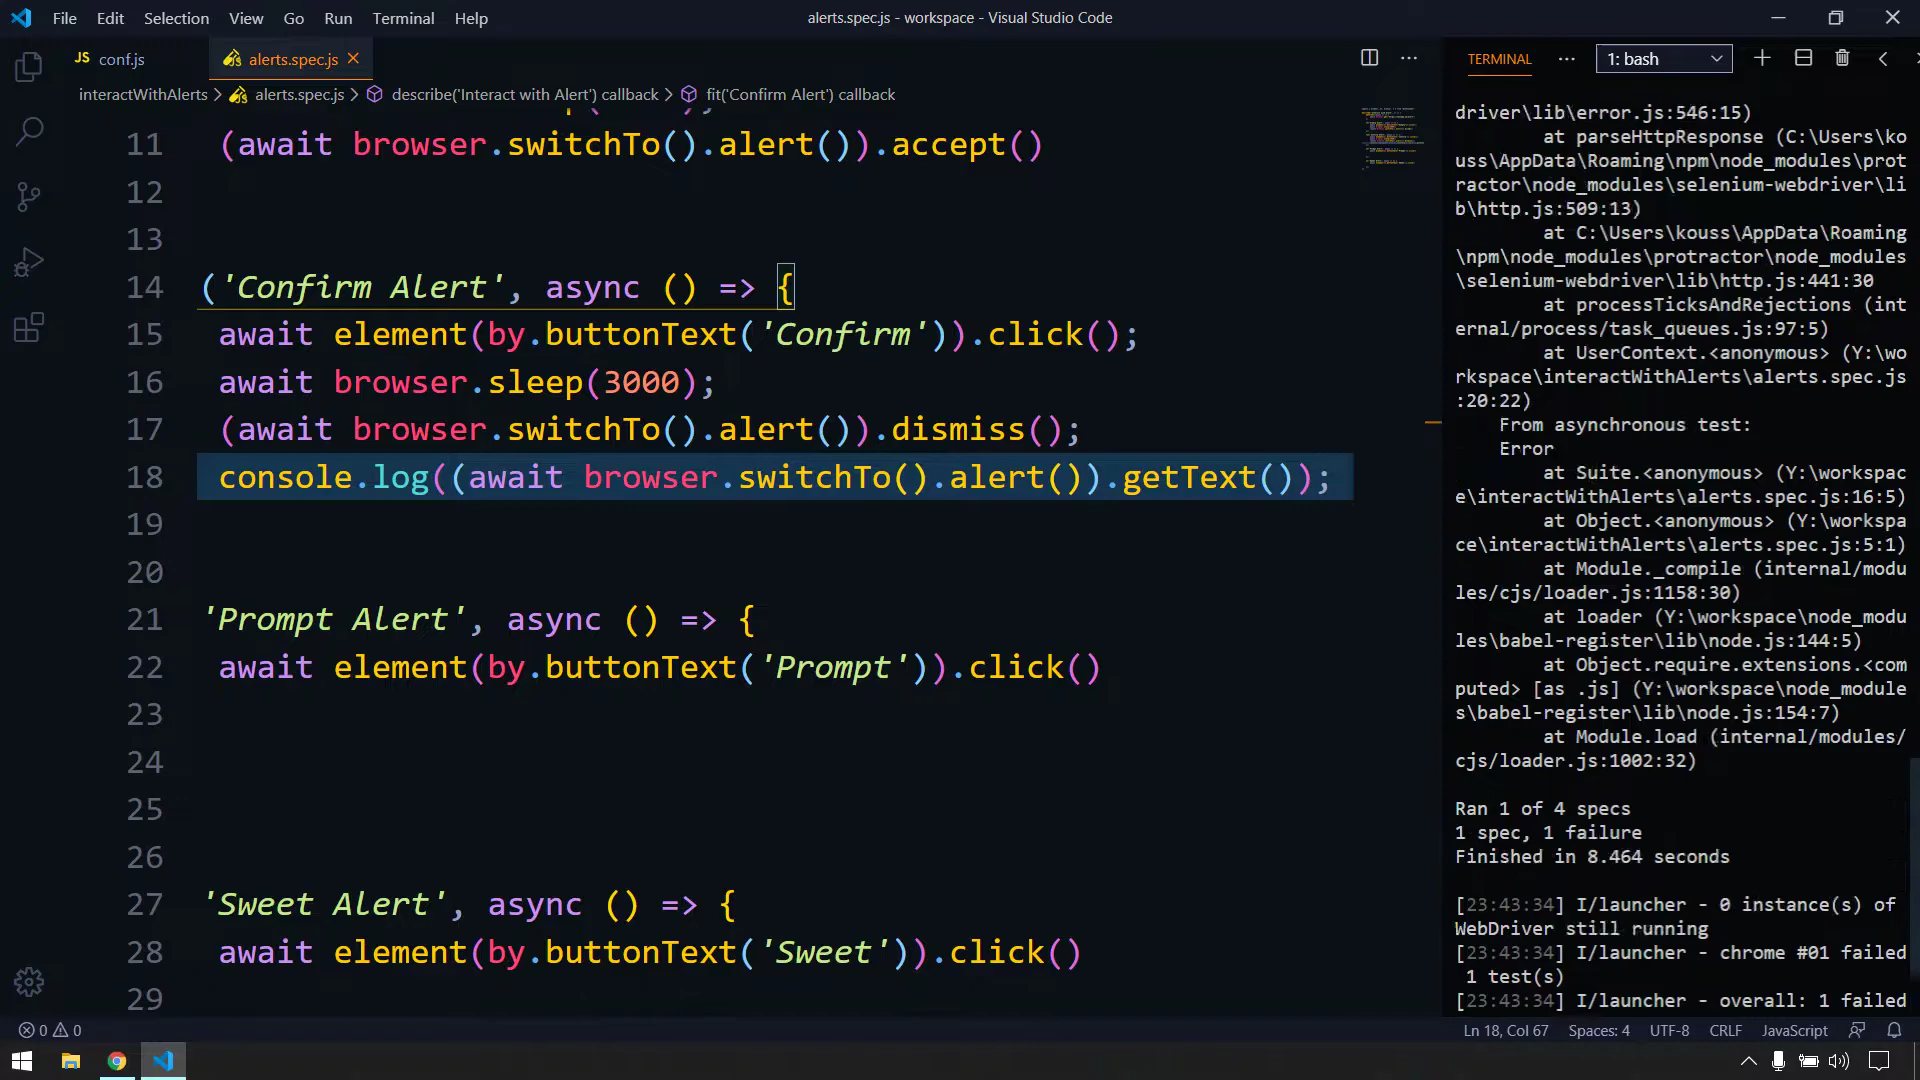 File Edit Selection View Go Run Terminal Help
alerts.spec.js - workspace - Visual Studio Code
JS conf.js
alerts.spec.js
TERMINAL
1: bash
interactWithAlerts > alerts.spec.js > describe('Interact with Alert') callback > fit('Confirm Alert') callback
11 (await browser.switchTo().alert()).accept()
12
13
14 ('Confirm Alert', async () => {
15 await element(by.buttonText('Confirm')).click();
16 await browser.sleep(3000);
17 (await browser.switchTo().alert()).dismiss();
18 console.log((await browser.switchTo().alert()).getText());
19
20
21 'Prompt Alert', async () => {
22 await element(by.buttonText('Prompt')).click()
23
24
25
26
27 'Sweet Alert', async () => {
28 await element(by.buttonText('Sweet')).click()
29
driver\lib\error.js:546:15)
at parseHttpResponse (C:\Users\ko
uss\AppData\Roaming\npm\node_modules\prot
ractor\node_modules\selenium-webdriver\li
b\http.js:509:13)
at C:\Users\kouss\AppData\Roaming
\npm\node_modules\protractor\node_modules
\selenium-webdriver\lib\http.js:441:30
at processTicksAndRejections (int
ernal/process/task_queues.js:97:5)
at UserContext.<anonymous> (Y:\wo
rkspace\interactWithAlerts\alerts.spec.js
:20:22)
From asynchronous test:
Error
at Suite.<anonymous> (Y:\workspac
e\interactWithAlerts\alerts.spec.js:16:5)
at Object.<anonymous> (Y:\workspa
ce\interactWithAlerts\alerts.spec.js:5:1)
at Module._compile (internal/modu
les/cjs/loader.js:1158:30)
at loader (Y:\workspace\node_modu
les\babel-register\lib\node.js:144:5)
at Object.require.extensions.<com
puted> [as .js] (Y:\workspace\node_module
s\babel-register\lib\node.js:154:7)
at Module.load (internal/modules/
cjs/loader.js:1002:32)
Ran 1 of 4 specs
1 spec, 1 failure
Finished in 8.464 seconds
[23:43:34] I/launcher - 0 instance(s) of
WebDriver still running
[23:43:34] I/launcher - chrome #01 failed
1 test(s)
[23:43:34] I/launcher - overall: 1 failed
0 0
Ln 18, Col 67 Spaces: 4 UTF-8 CRLF JavaScript